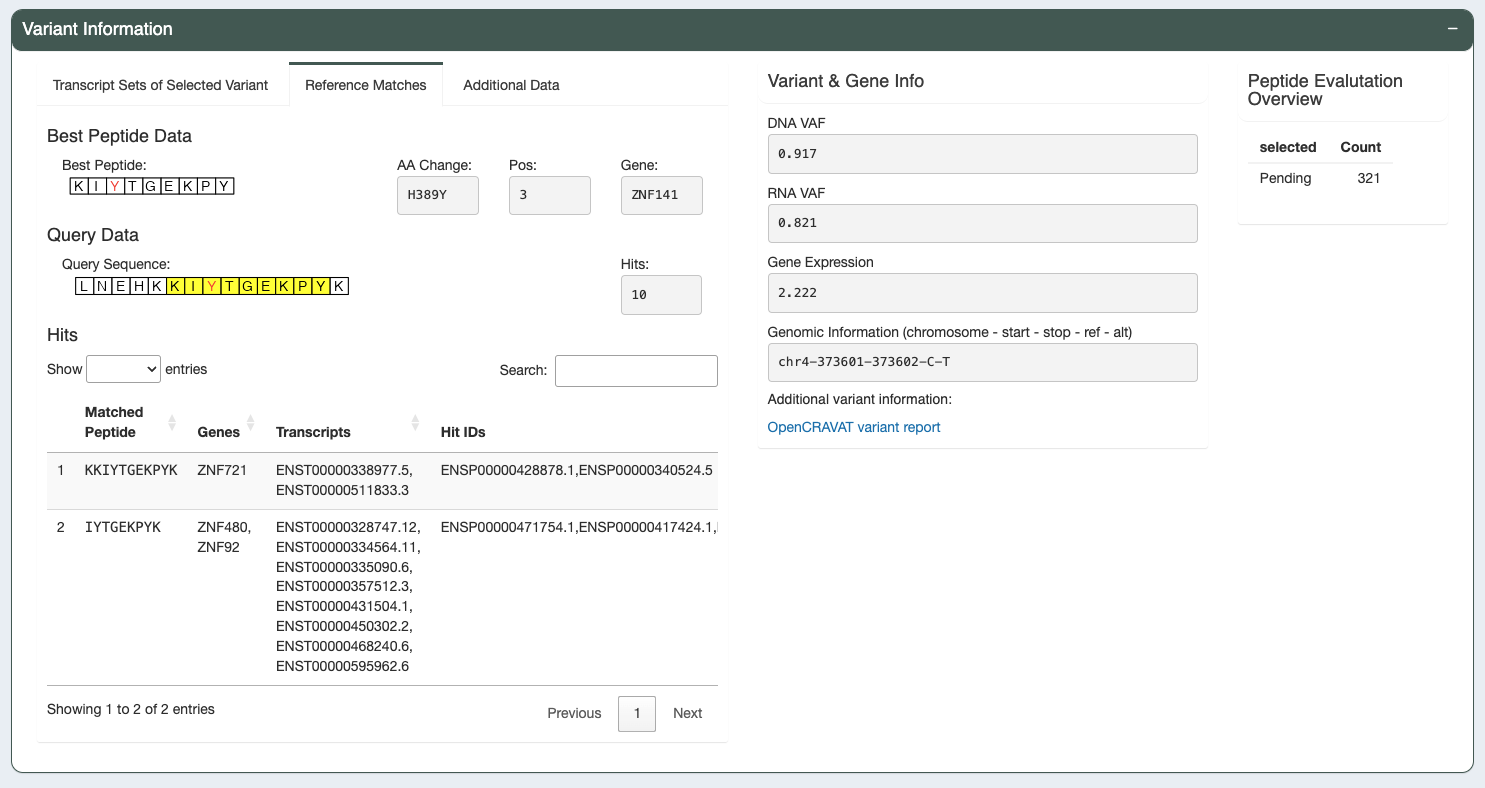 Variant Information
Transcript Sets of Selected Variant
Reference Matches
Additional Data
Best Peptide Data
Best Peptide:
KIYTGEKPY
AA Change:
H389Y
Pos:
3
Gene:
ZNF141
Query Data
Query Sequence:
LNEHKKIYTGEKPYK
Hits:
10
Hits
Show entries
Search:
Matched
Peptide
Genes
Transcripts
Hit IDs
1
KKIYTGEKPYK
ZNF721
ENST00000338977.5,
ENST00000511833.3
ENSP00000428878.1,ENSP00000340524.5
2
IYTGEKPYK
ZNF480,
ZNF92
ENST00000328747.12,
ENST00000334564.11,
ENST00000335090.6,
ENST00000357512.3,
ENST00000431504.1,
ENST00000450302.2,
ENST00000468240.6,
ENST00000595962.6
ENSP00000471754.1,ENSP00000417424.1,
Showing 1 to 2 of 2 entries
Previous
1
Next
Variant & Gene Info
DNA VAF
0.917
RNA VAF
0.821
Gene Expression
2.222
Genomic Information (chromosome - start - stop - ref - alt)
chr4-373601-373602-C-T
Additional variant information:
OpenCRAVAT variant report
Peptide Evalutation
Overview
selected Count
Pending 321